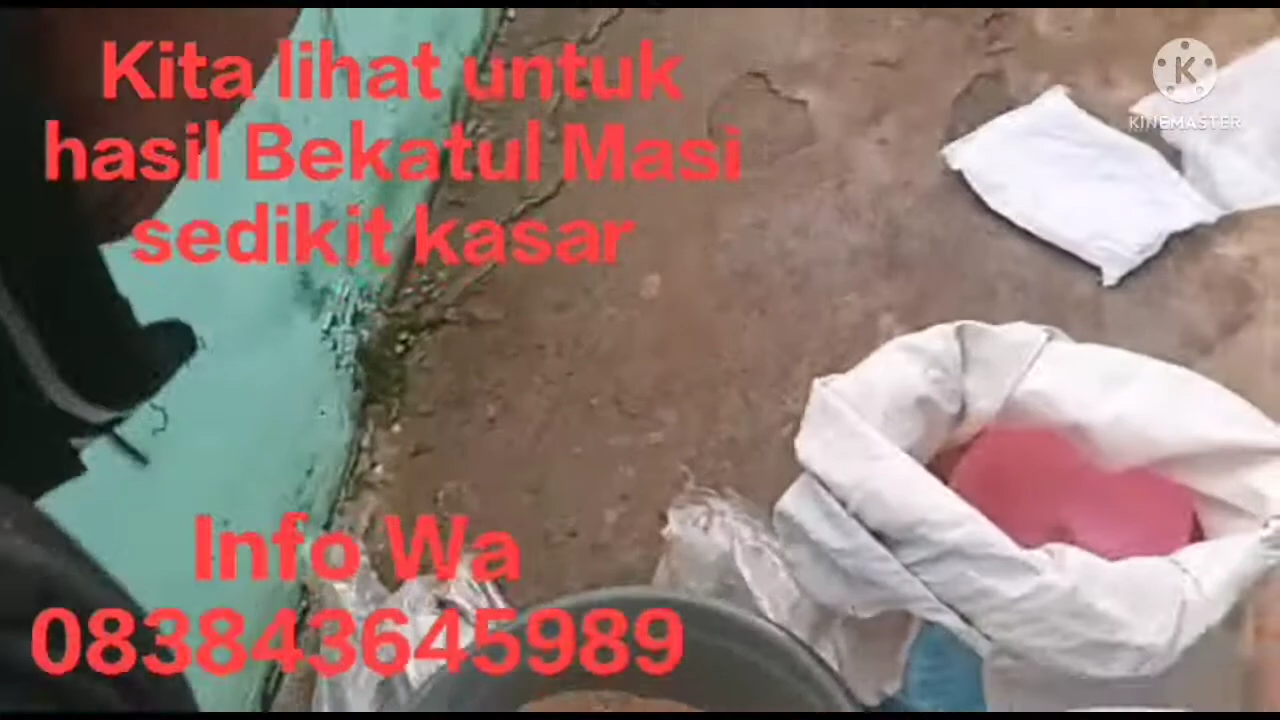 Kita lihat untuk
hasil Bekatul Masi
sedikit kasar
K
KINEMASTER
Info Wa
083843645989